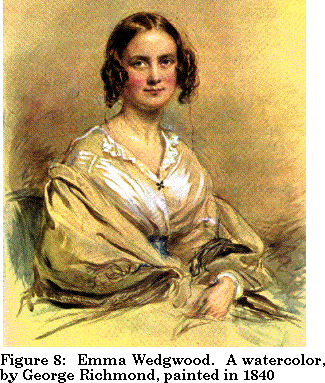 Figure 8:  Emma Wedgwood.  A watercolor,
by George Richmond, painted in 1840